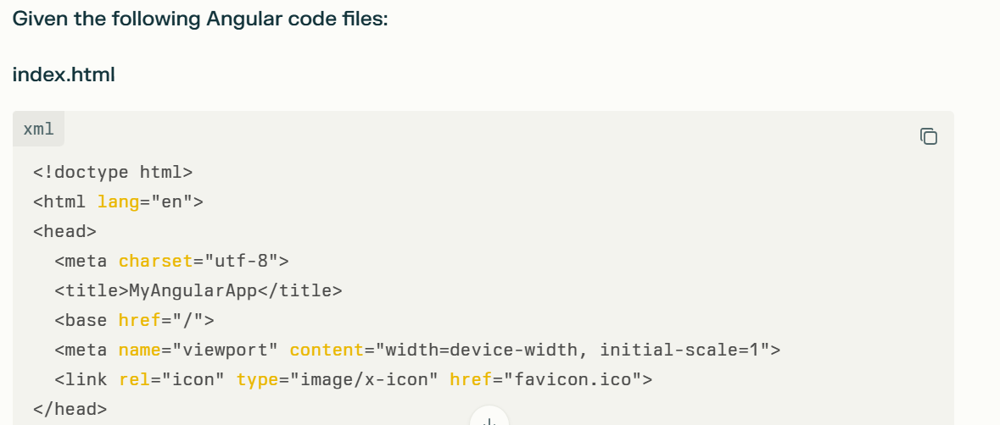 Given the following Angular code files:
index.html
xml
<!doctype html>
<html lang="en">
<head>
  <meta charset="utf-8">
  <title>MyAngularApp</title>
  <base href="/">
  <meta name="viewport" content="width=device-width, initial-scale=1">
  <link rel="icon" type="image/x-icon" href="favicon.ico">
</head>